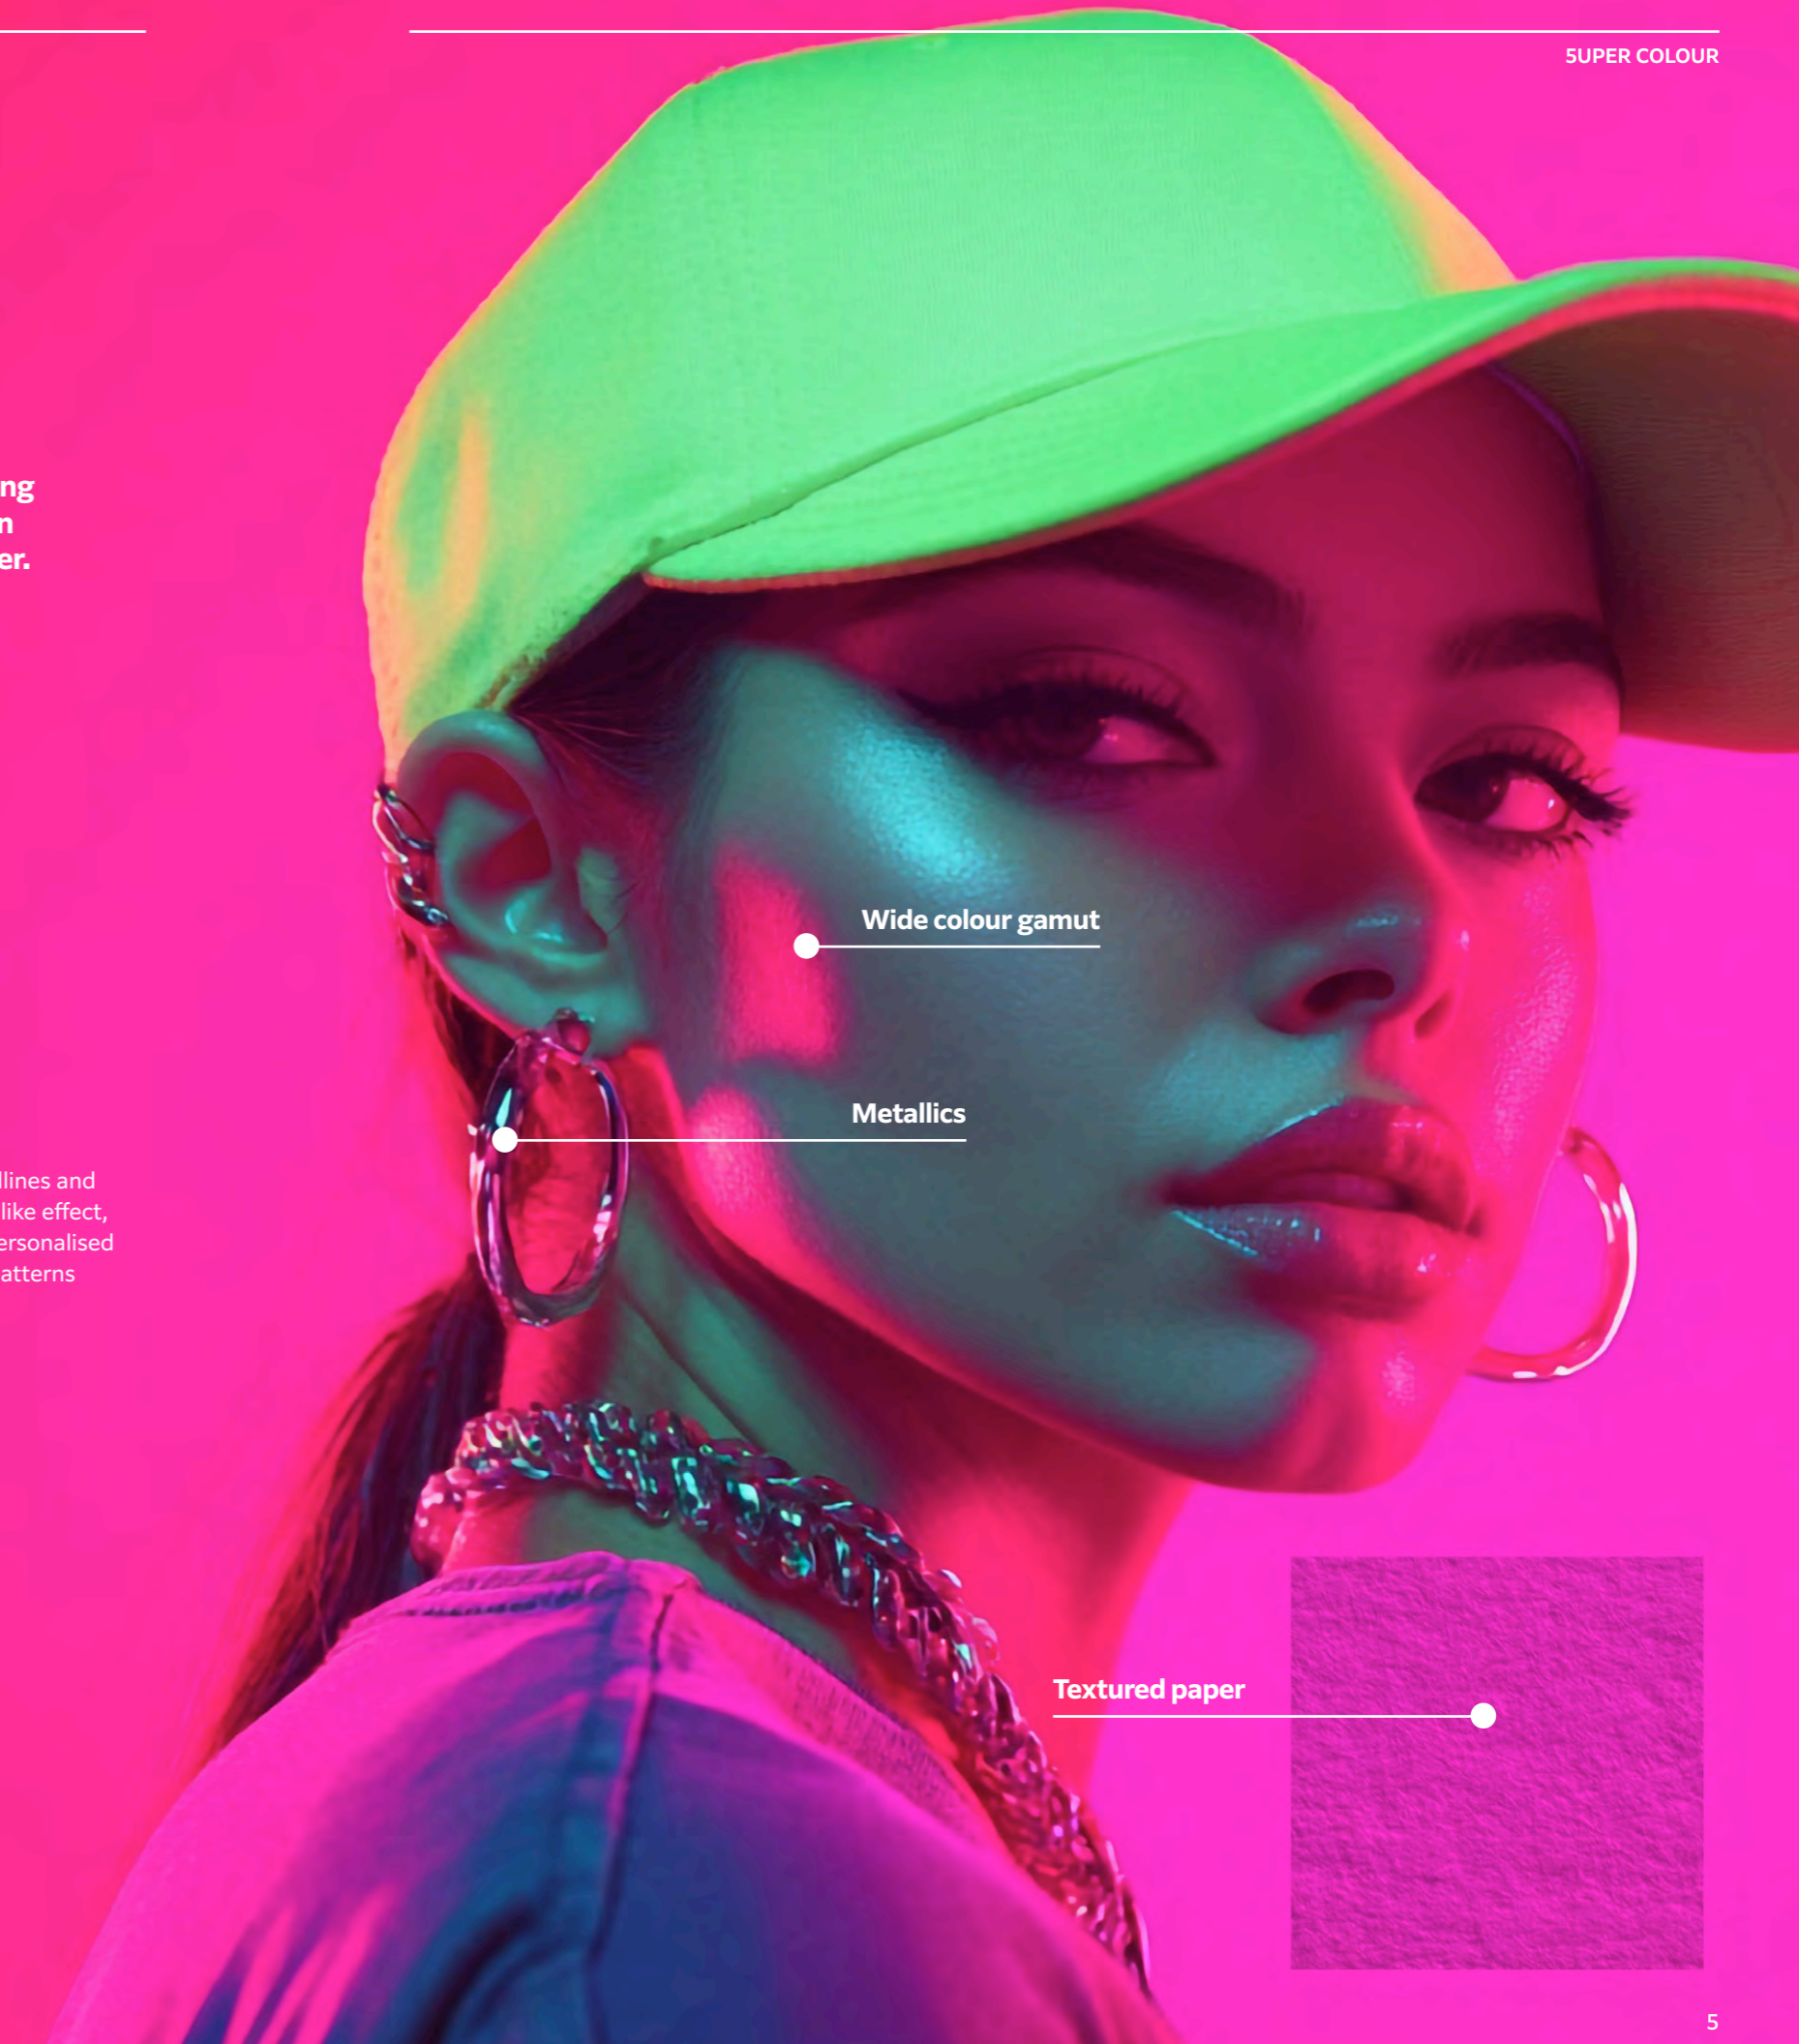 5UPER COLOUR
ng
n
er.
Wide colour gamut
Metallics
llines and
like effect,
ersonalised
atterns
Textured paper
5